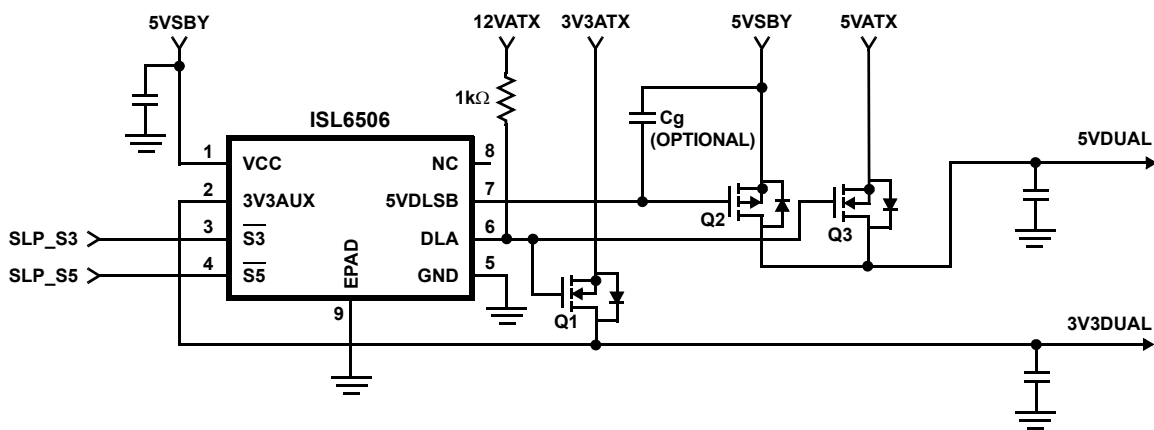 5VSBY
12VATX
3V3ATX
5VSBY
5VATX
1kΩ
Cg
(OPTIONAL)
ISL6506
1
VCC
NC
8
5VDUAL
2
3V3AUX
5VDLSB
7
Q2
Q3
SLP_S3
3
S3
DLA
6
SLP_S5
4
S5
GND
5
EPAD
9
Q1
3V3DUAL